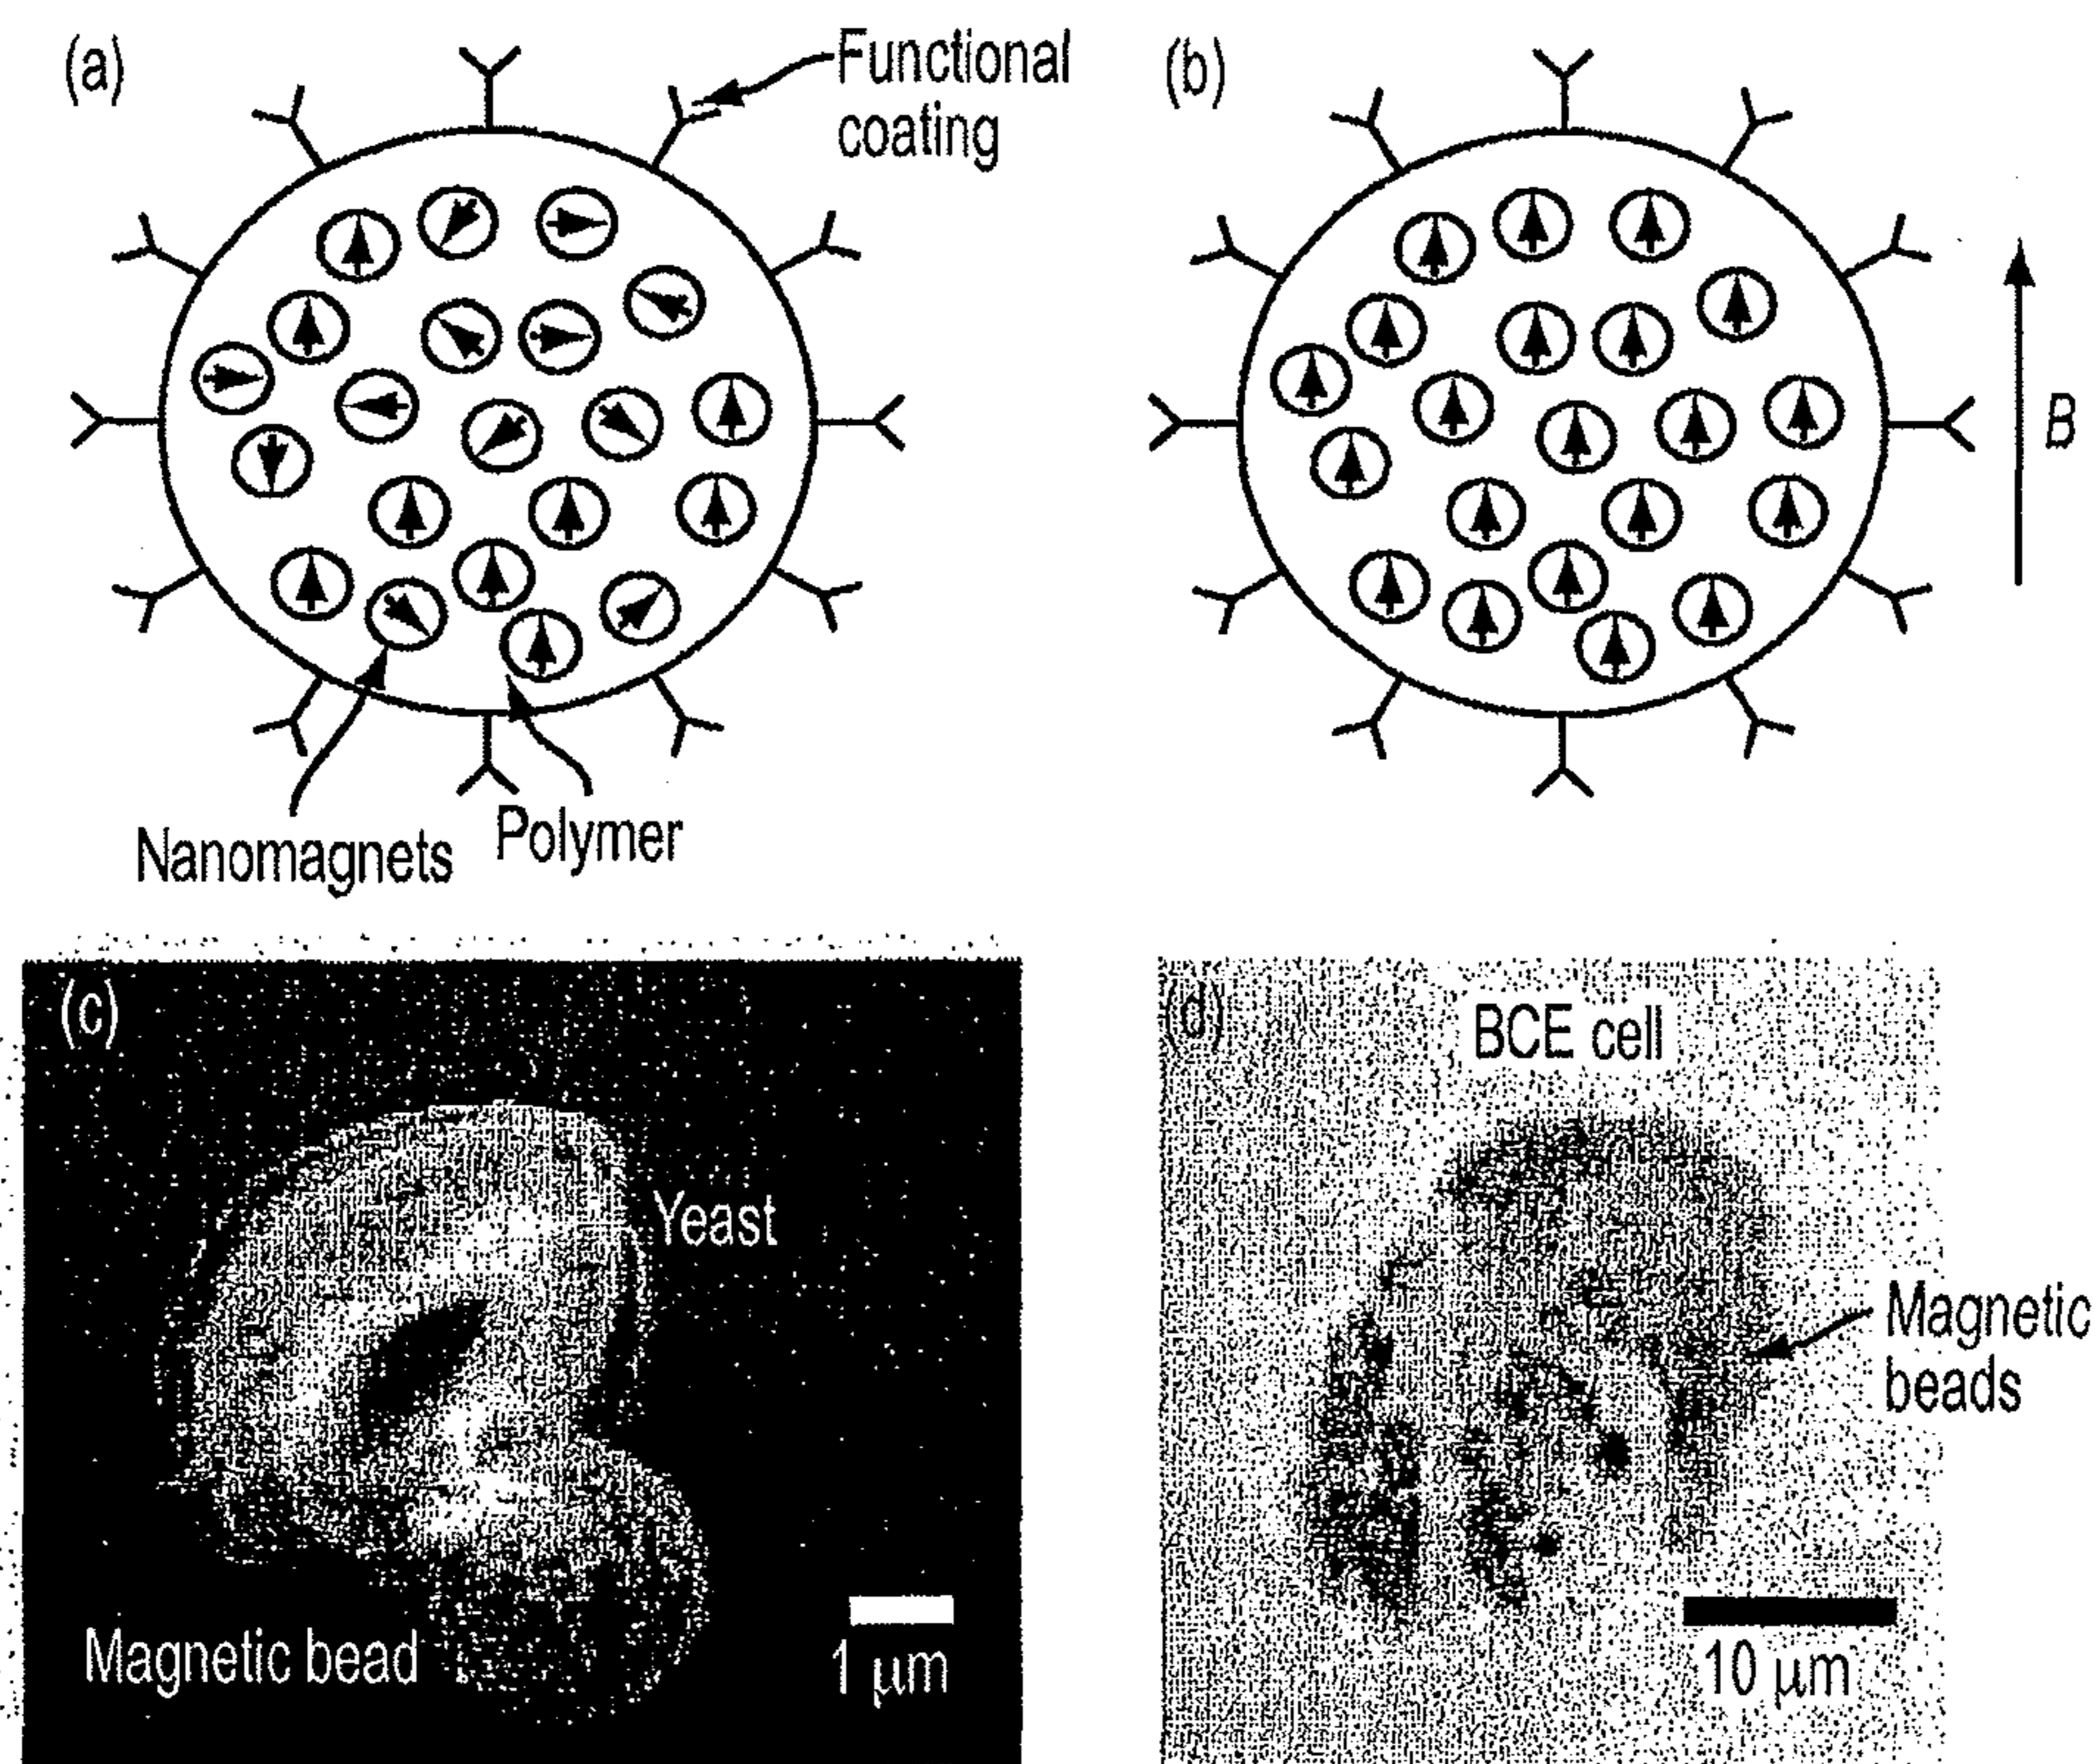 (a)
Functional
coating
(b)
B
Nanomagnets
Polymer
(c)
Yeast
Magnetic bead
1 μm
(d)
BCE cell
Magnetic
beads
10 μm